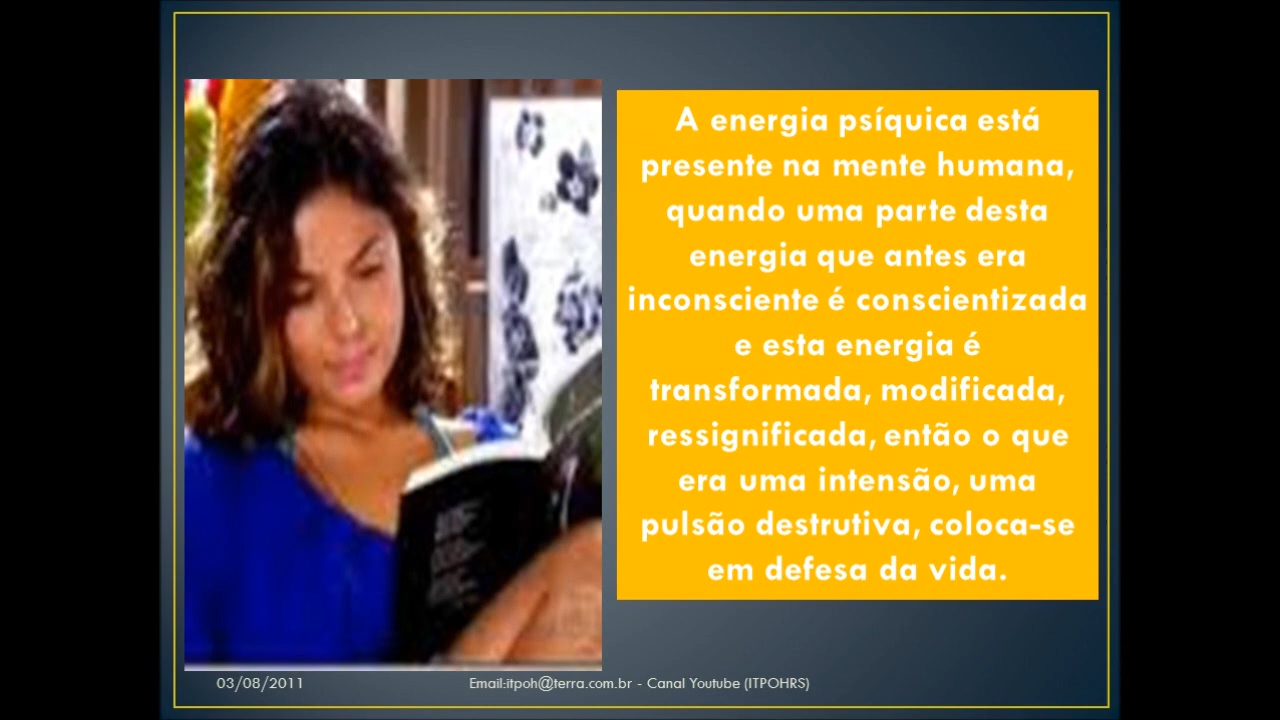 A energia psíquica está
presente na mente humana,
quando uma parte desta
energia que antes era
inconsciente é conscientizada
e esta energia é
transformada, modificada,
ressignificada, então o que
era uma intensão, uma
pulsão destrutiva, coloca-se
em defesa da vida.
03/08/2011
Email:itpoh@terra.com.br - Canal Youtube (ITPOHRS)